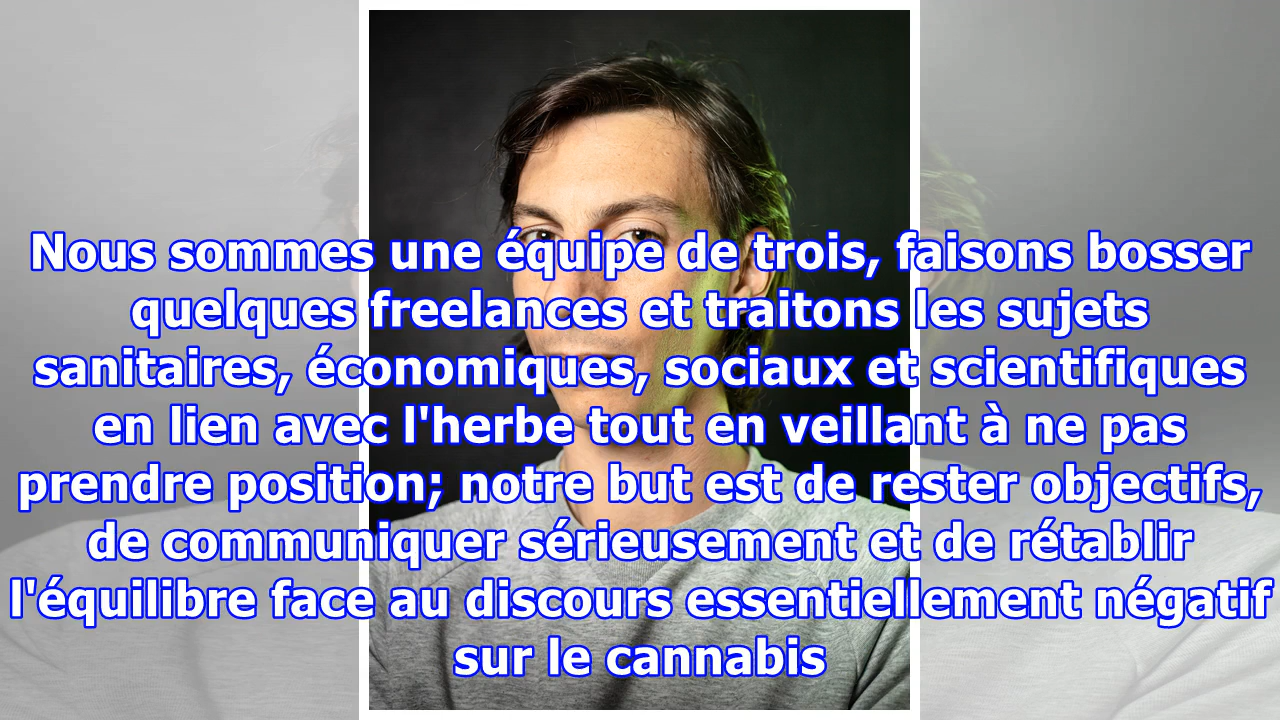 Nous sommes une équipe de trois, faisons bosser
quelques freelances et traitons les sujets
sanitaires, économiques, sociaux et scientifiques
en lien avec l'herbe tout en veillant à ne pas
prendre position; notre but est de rester objectifs,
de communiquer sérieusement et de rétablir
l'équilibre face au discours essentiellement négatif
sur le cannabis